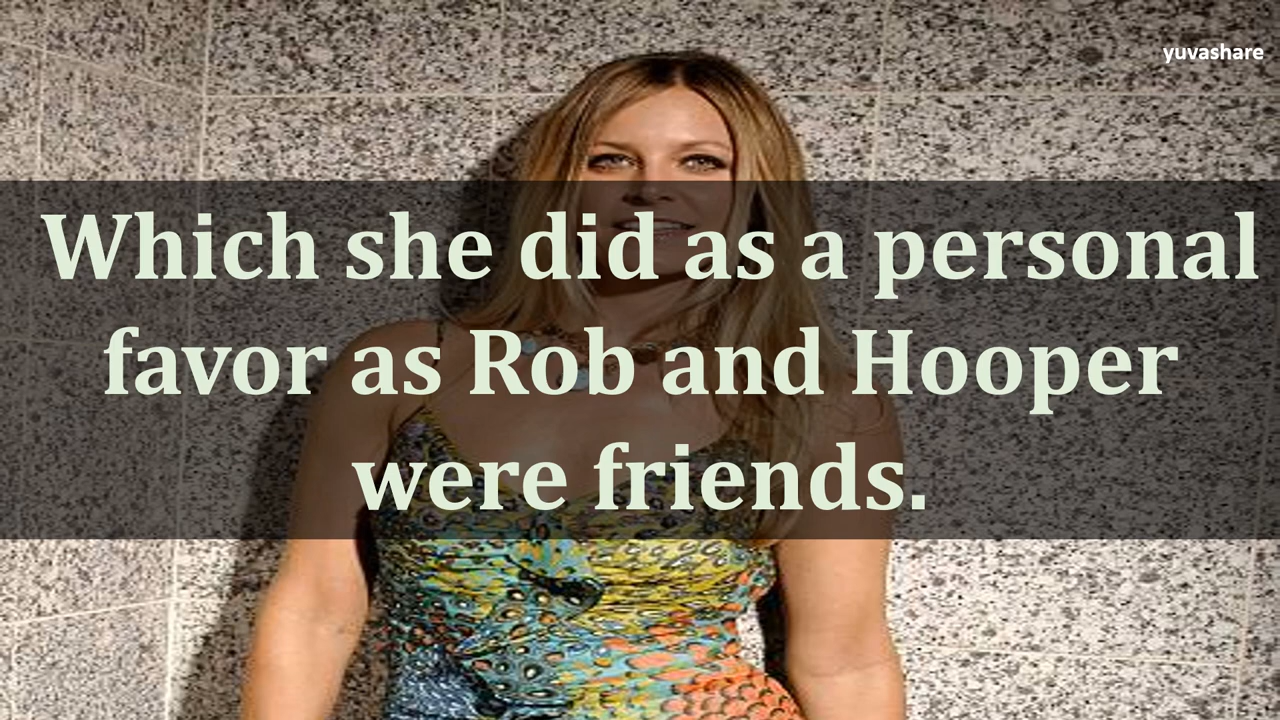 yuvashare
Which she did as a personal
favor as Rob and Hooper
were friends.